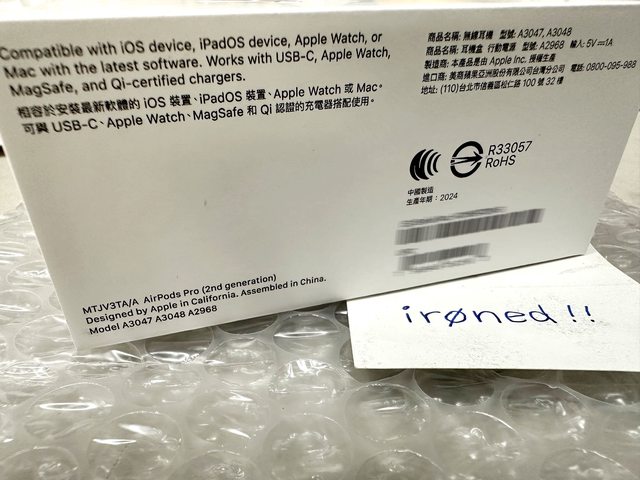 Compatible with iOS device, iPadOS device, Apple Watch, or
Mac with the latest software. Works with USB-C, Apple Watch,
MagSafe, and Qi-certified chargers.
相容於安裝最新軟體的 iOS 裝置、iPadOS 裝置、Apple Watch 或 Mac。
可與 USB-C、Apple Watch、MagSafe 和 Qi 認證的充電器搭配使用。
商品名稱: 無線耳機 型號: A3047, A3048
商品名稱: 耳機盒 行動電源 型號: A2968 輸入: 5V⎓1A
製造商: 本產品是由 Apple Inc. 授權生產
進口商: 美商蘋果亞洲股份有限公司台灣分公司 電話: 0800-095-988
地址: (110)台北市信義區松仁路 100 號 32 樓
R33057
RoHS
中國製造
生產年期：2024
MTJV3TA/A AirPods Pro (2nd generation)
Designed by Apple in California. Assembled in China.
Model A3047 A3048 A2968
irøned!!